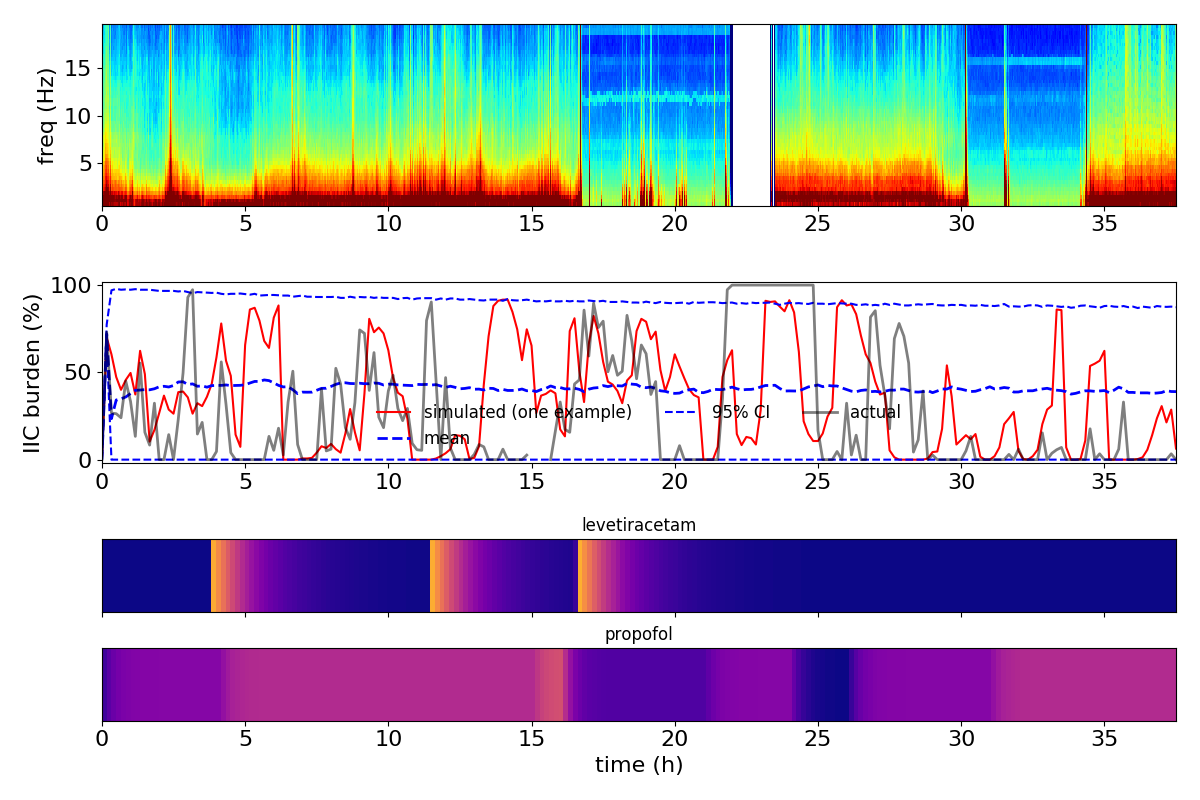 freq (Hz)
15
10
5
0 5 10 15 20 25 30 35
IIC burden (%)
100
50
0
simulated (one example) 95% CI actual
mean
0 5 10 15 20 25 30 35
levetiracetam
propofol
0 5 10 15 20 25 30 35
time (h)